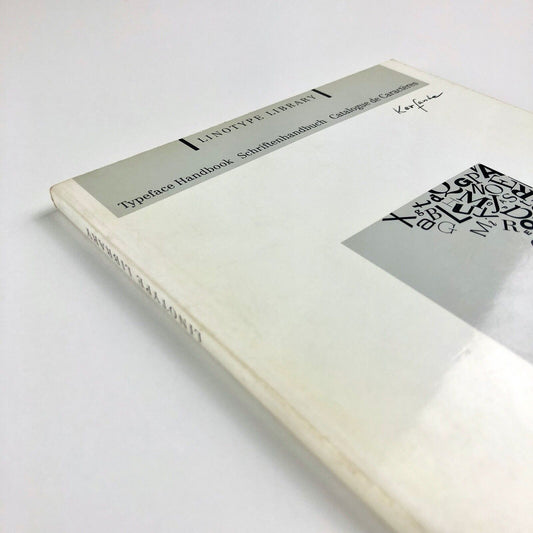 LINOTYPE LIBRARY
Typeface Handbook Schriftenhandbuch Catalogue de Caractères
LINOTYPE LIBRARY